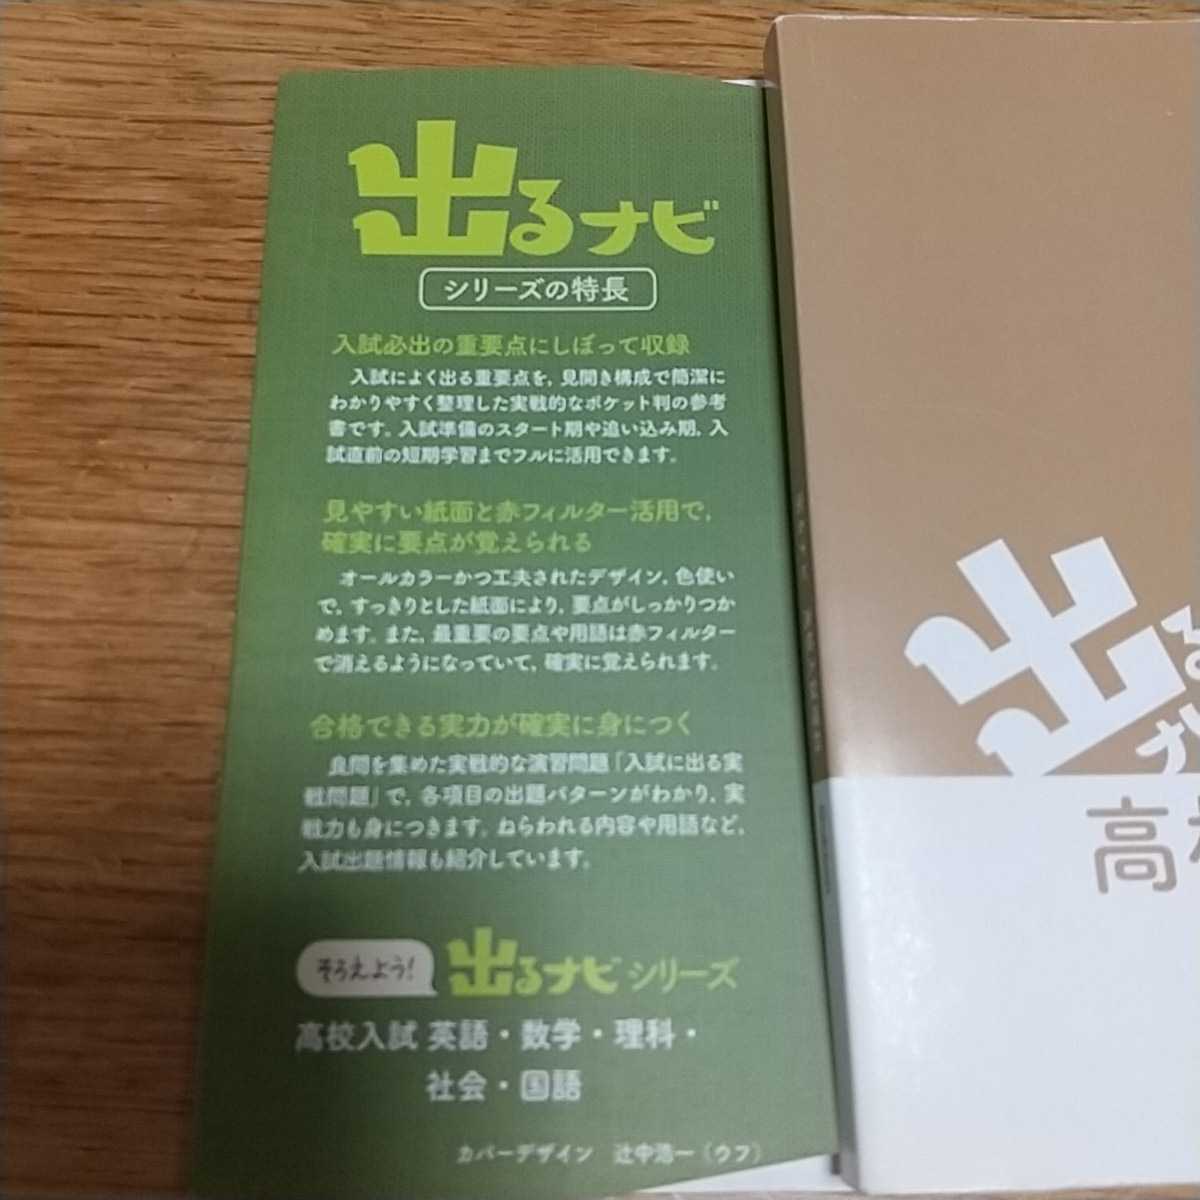 出るナビ
シリーズの特長
入試必出の重要点にしぼって収録
入試によく出る重要点を，見開き構成で簡潔に
わかりやすく整理した実戦的なポケット判の参考
書です。入試準備のスタート期や追い込み期，入
試直前の短期学習までフルに活用できます。
見やすい紙面と赤フィルター活用で，
確実に要点が覚えられる
オールカラーかつ工夫されたデザイン，色使い
で，すっきりとした紙面により，要点がしっかりつか
めます。また，最重要の要点や用語は赤フィルター
で消えるようになっていて，確実に覚えられます。
合格できる実力が確実に身につく
良問を集めた実戦的な演習問題「入試に出る実
戦問題」で，各項目の出題パターンがわかり，実
戦力も身につきます。ねらわれる内容や用語など，
入試出題情報も紹介しています。
そろえよう！
出るナビシリーズ
高校入試 英語・数学・理科・
社会・国語
カバーデザイン 辻中浩一（ウフ）
出る
ナ
高